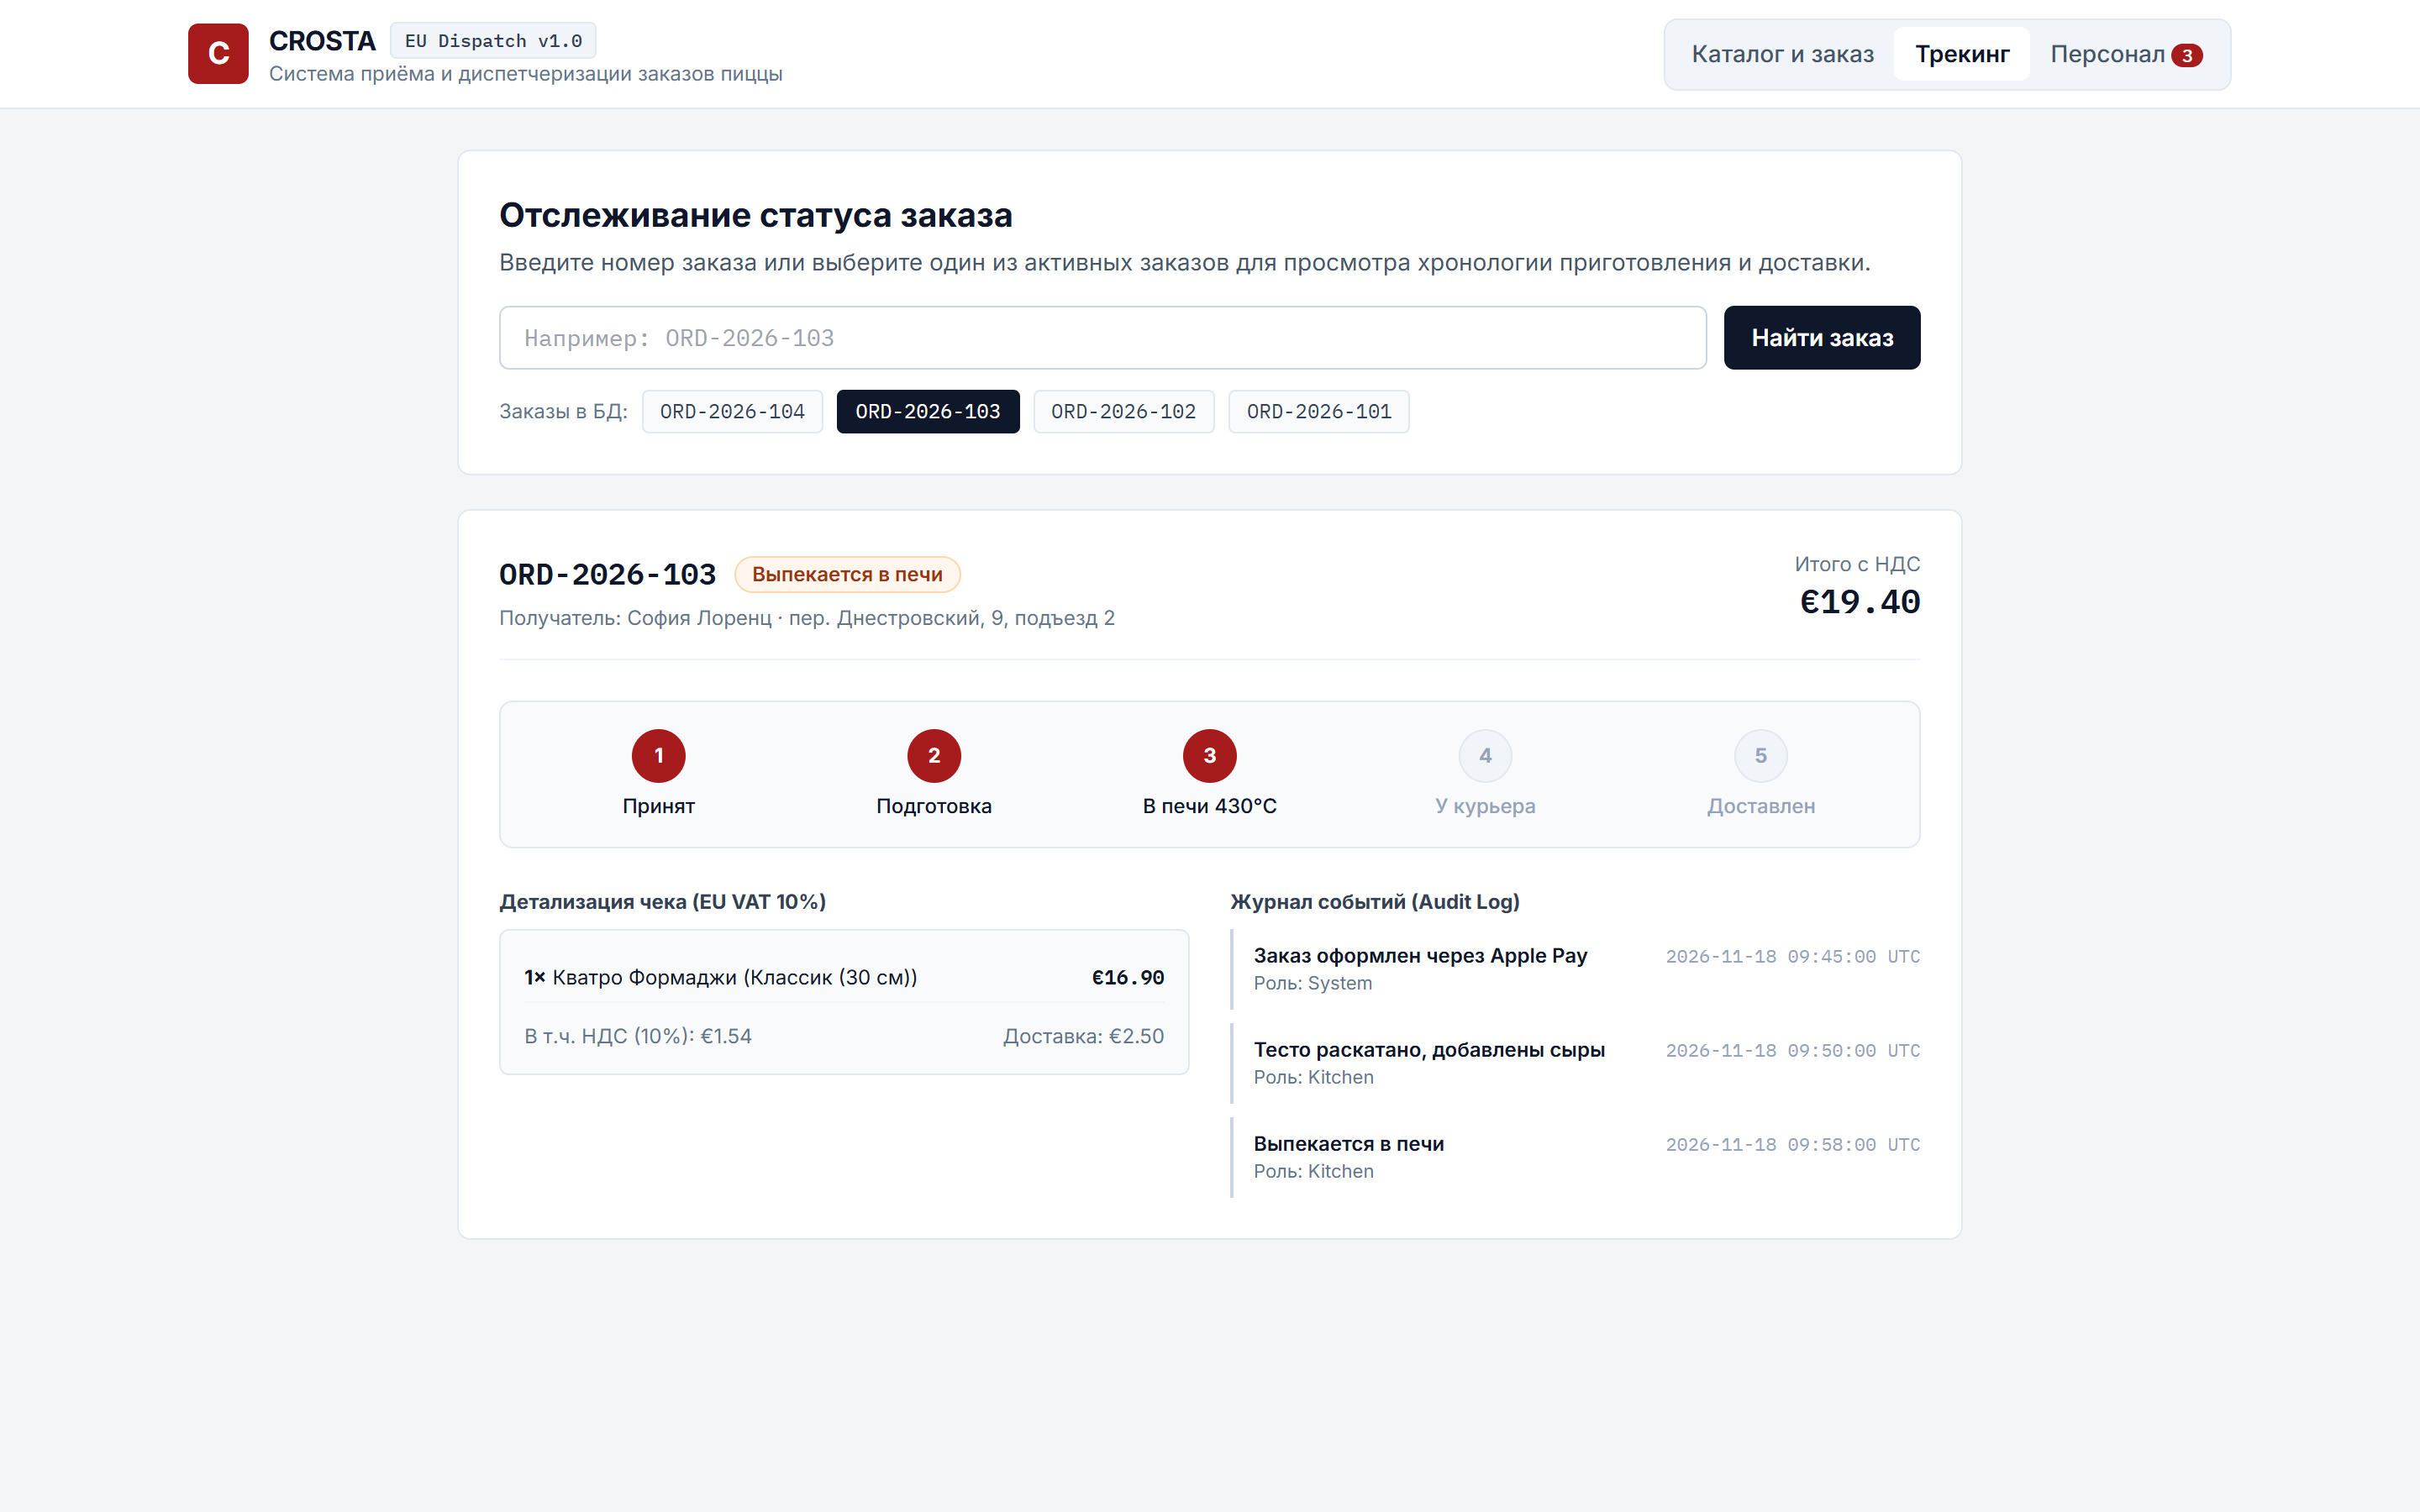 C
CROSTA EU Dispatch v1.0
Система приёма и диспетчеризации заказов пиццы
Каталог и заказ Трекинг Персонал 3
Отслеживание статуса заказа
Введите номер заказа или выберите один из активных заказов для просмотра хронологии приготовления и доставки.
Например: ORD-2026-103 Найти заказ
Заказы в БД: ORD-2026-104 ORD-2026-103 ORD-2026-102 ORD-2026-101
ORD-2026-103 Выпекается в печи
Получатель: София Лоренц · пер. Днестровский, 9, подъезд 2
Итого с НДС
€19.40
1 2 3 4 5
Принят Подготовка В печи 430°C У курьера Доставлен
Детализация чека (EU VAT 10%)
1× Кватро Формаджи (Классик (30 см)) €16.90
В т.ч. НДС (10%): €1.54 Доставка: €2.50
Журнал событий (Audit Log)
Заказ оформлен через Apple Pay 2026-11-18 09:45:00 UTC
Роль: System
Тесто раскатано, добавлены сыры 2026-11-18 09:50:00 UTC
Роль: Kitchen
Выпекается в печи 2026-11-18 09:58:00 UTC
Роль: Kitchen